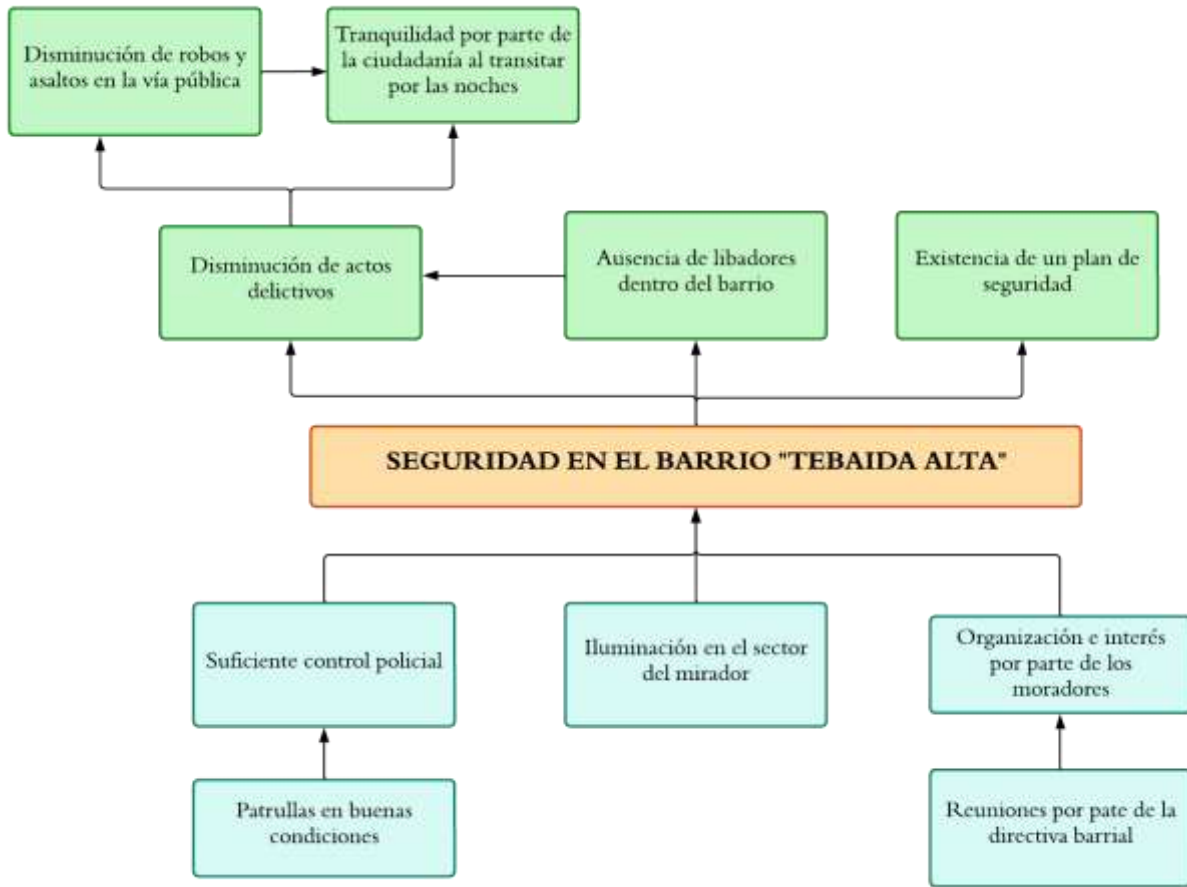 Disminución de robos y
asaltos en la vía pública
Tranquilidad por parte de
la ciudadanía al transitar
por las noches
Disminución de actos
delictivos
Ausencia de libadores
dentro del barrio
Existencia de un plan de
seguridad
SEGURIDAD EN EL BARRIO "TEBAIDA ALTA"
Suficiente control policial
Iluminación en el sector
del mirador
Organización e interés
por parte de los
moradores
Patrullas en buenas
condiciones
Reuniones por pate de la
directiva barrial